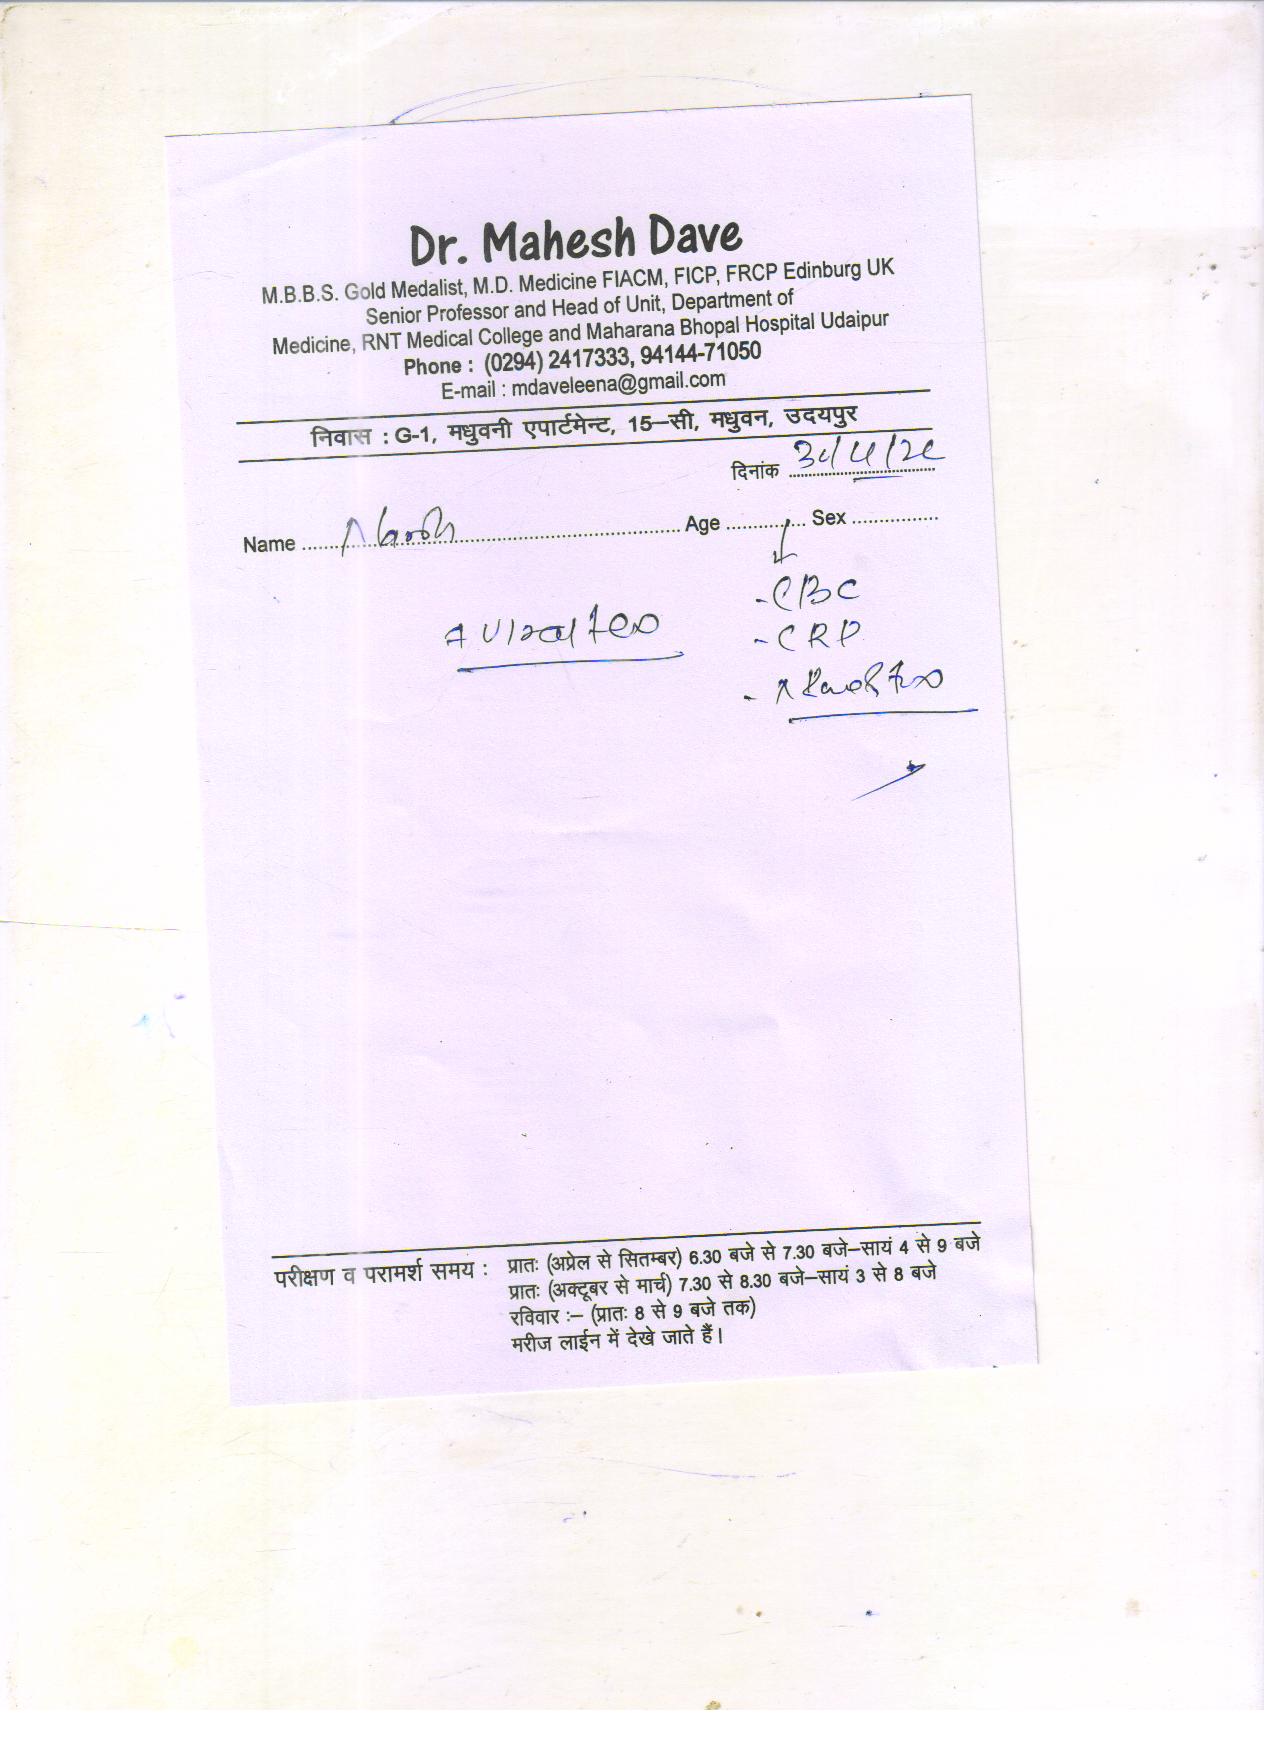 Dr. Mahesh Dave
M.B.B.S. Gold Medalist, M.D. Medicine FIACM, FICP, FRCP Edinburg UK
Senior Professor and Head of Unit, Department of
Medicine, RNT Medical College and Maharana Bhopal Hospital Udaipur
Phone : (0294) 2417333, 94144-71050
E-mail : mdaveleena@gmail.com
निवास : G-1, मधुवनी एपार्टमेन्ट, 15–सी, मधुवन, उदयपुर
दिनांक
Name Age Sex
- CBC
- CRP
परीक्षण व परामर्श समय : प्रातः (अप्रेल से सितम्बर) 6.30 बजे से 7.30 बजे–सायं 4 से 9 बजे
प्रातः (अक्टूबर से मार्च) 7.30 से 8.30 बजे–सायं 3 से 8 बजे
रविवार :– (प्रातः 8 से 9 बजे तक)
मरीज लाईन में देखे जाते हैं।